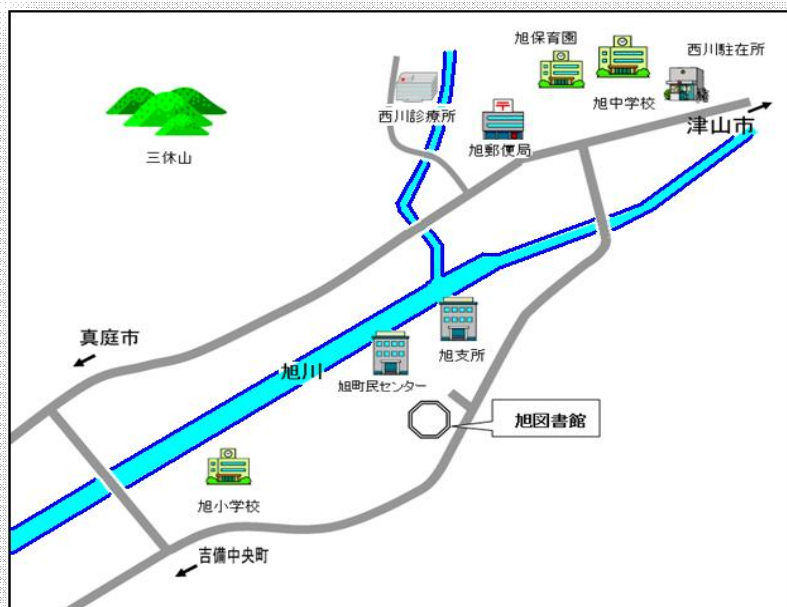 旭保育園
旭中学校
西川駐在所
西川診療所
旭郵便局
津山市
三休山
真庭市
旭川
旭支所
旭町民センター
旭図書館
旭小学校
吉備中央町